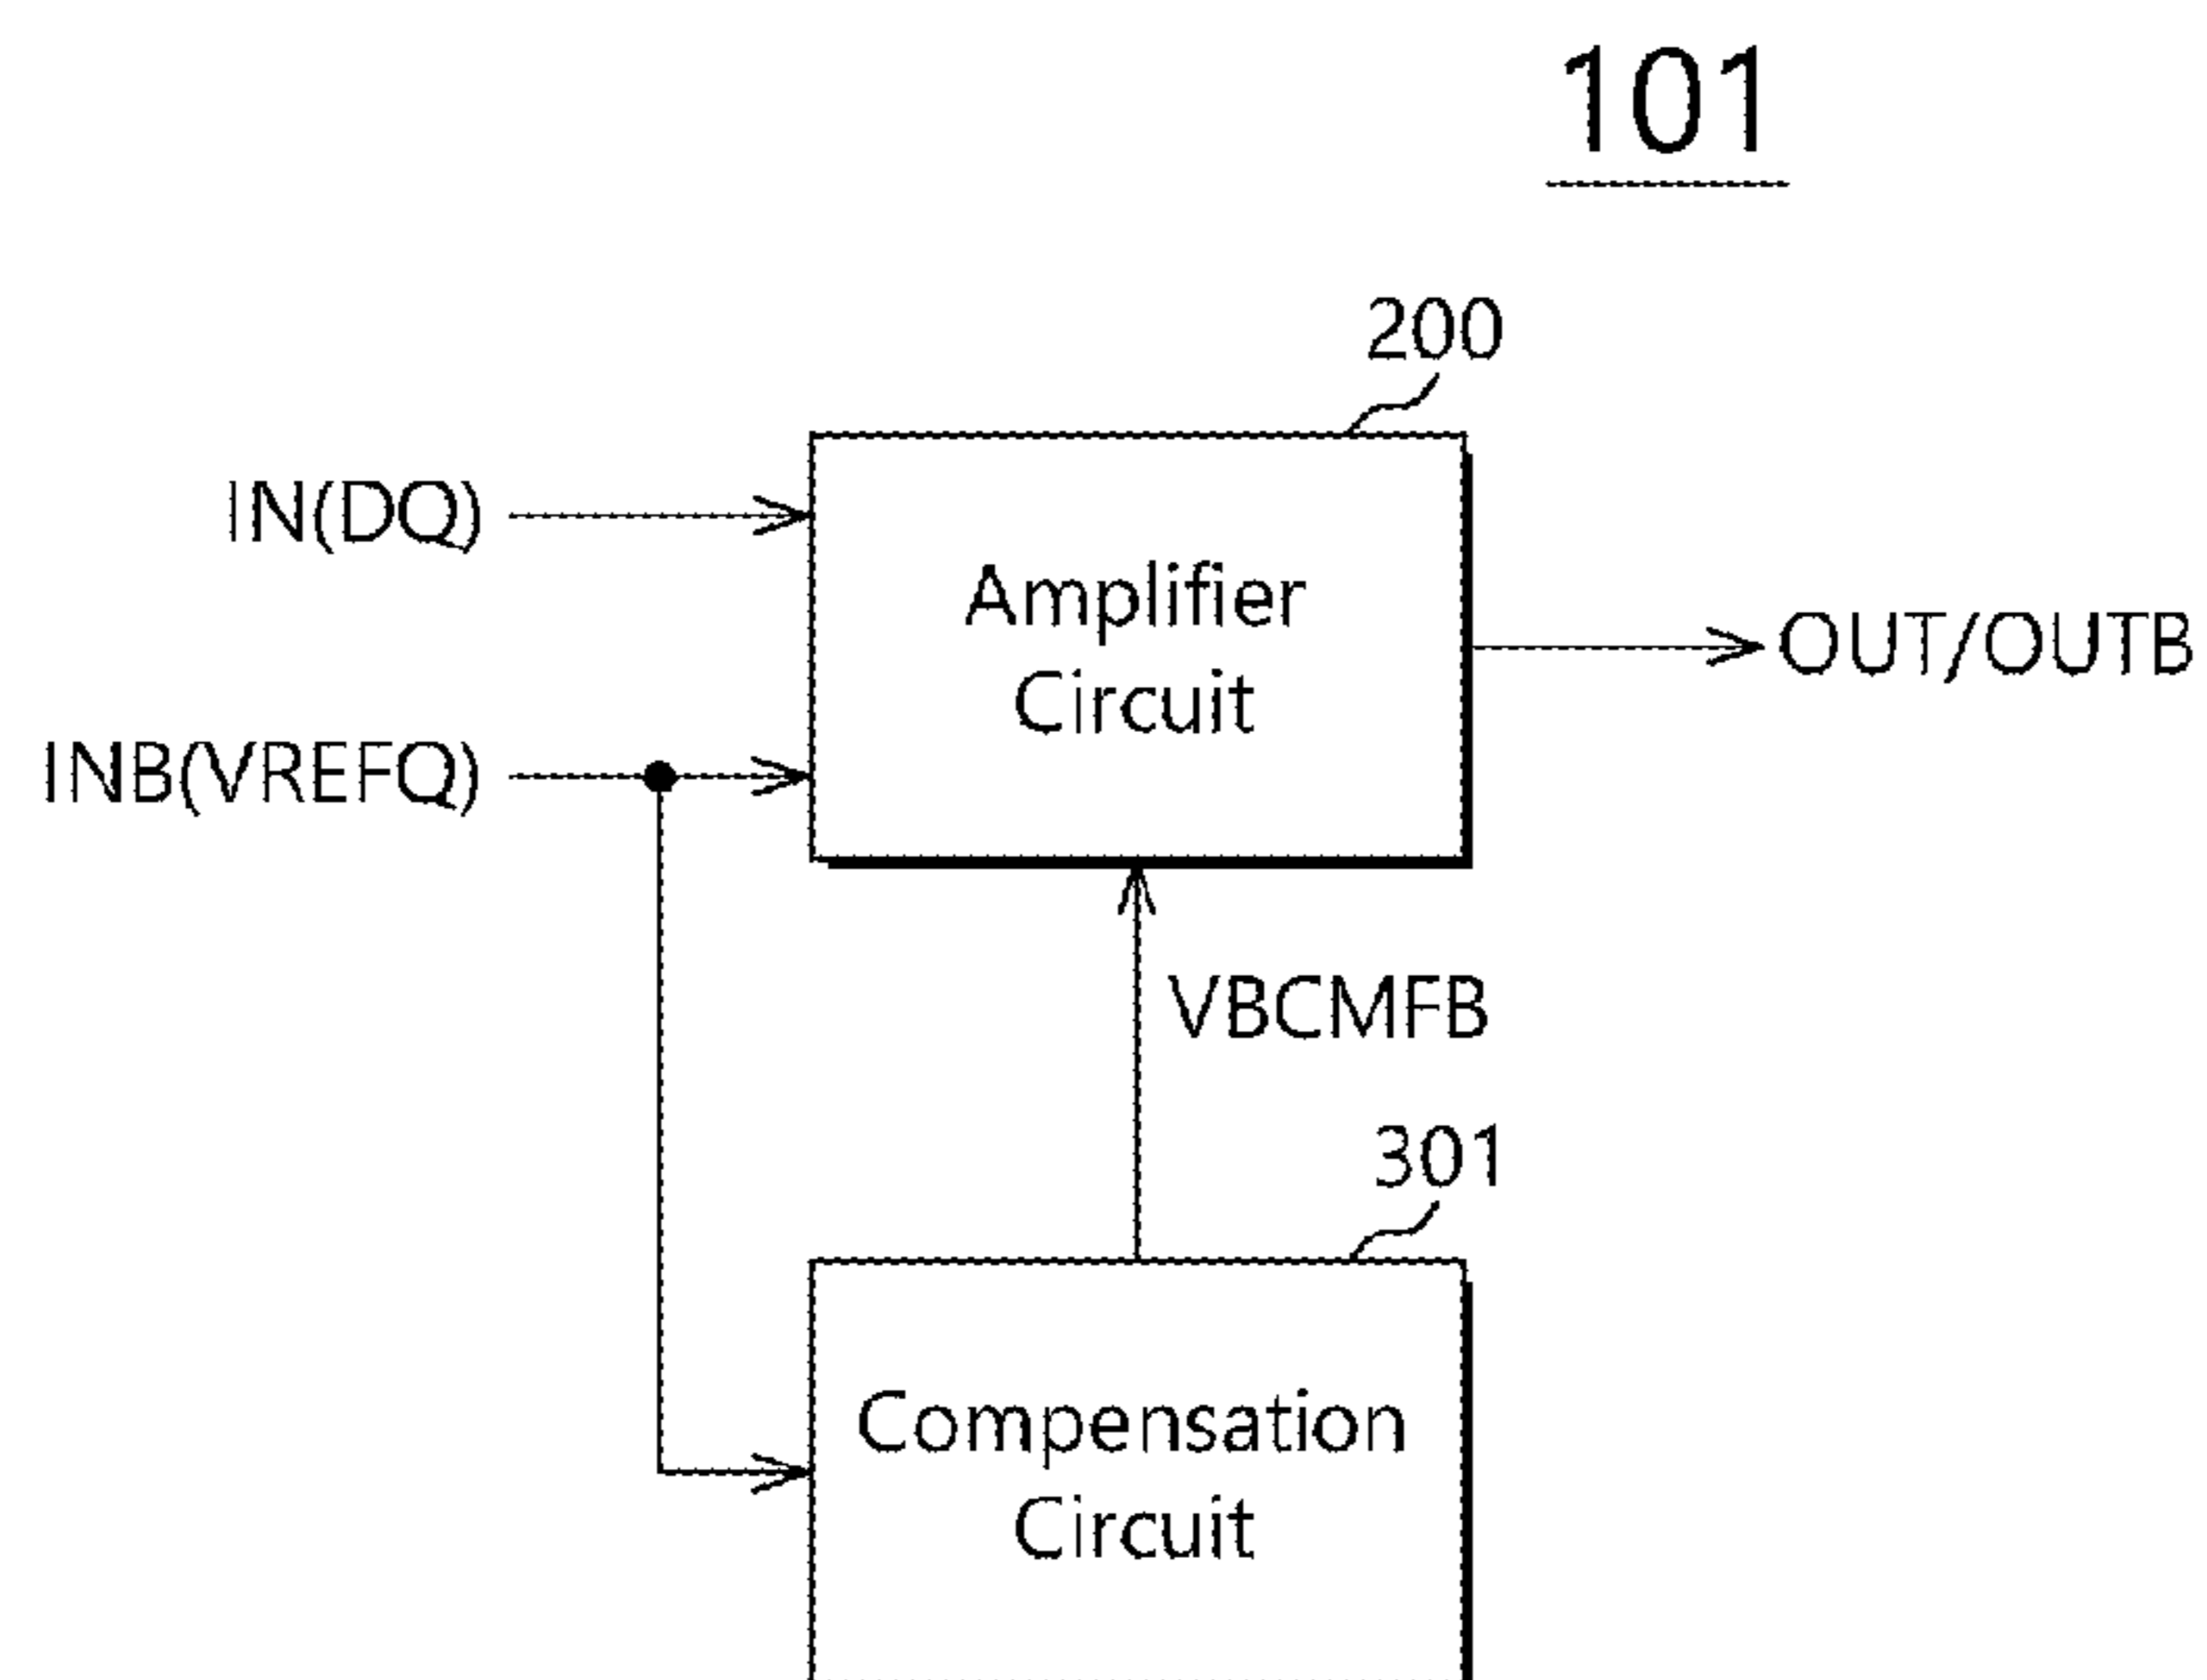 101
200
IN(DQ)
Amplifier
Circuit
OUT/OUTB
INB(VREFQ)
VBCMFB
301
Compensation
Circuit